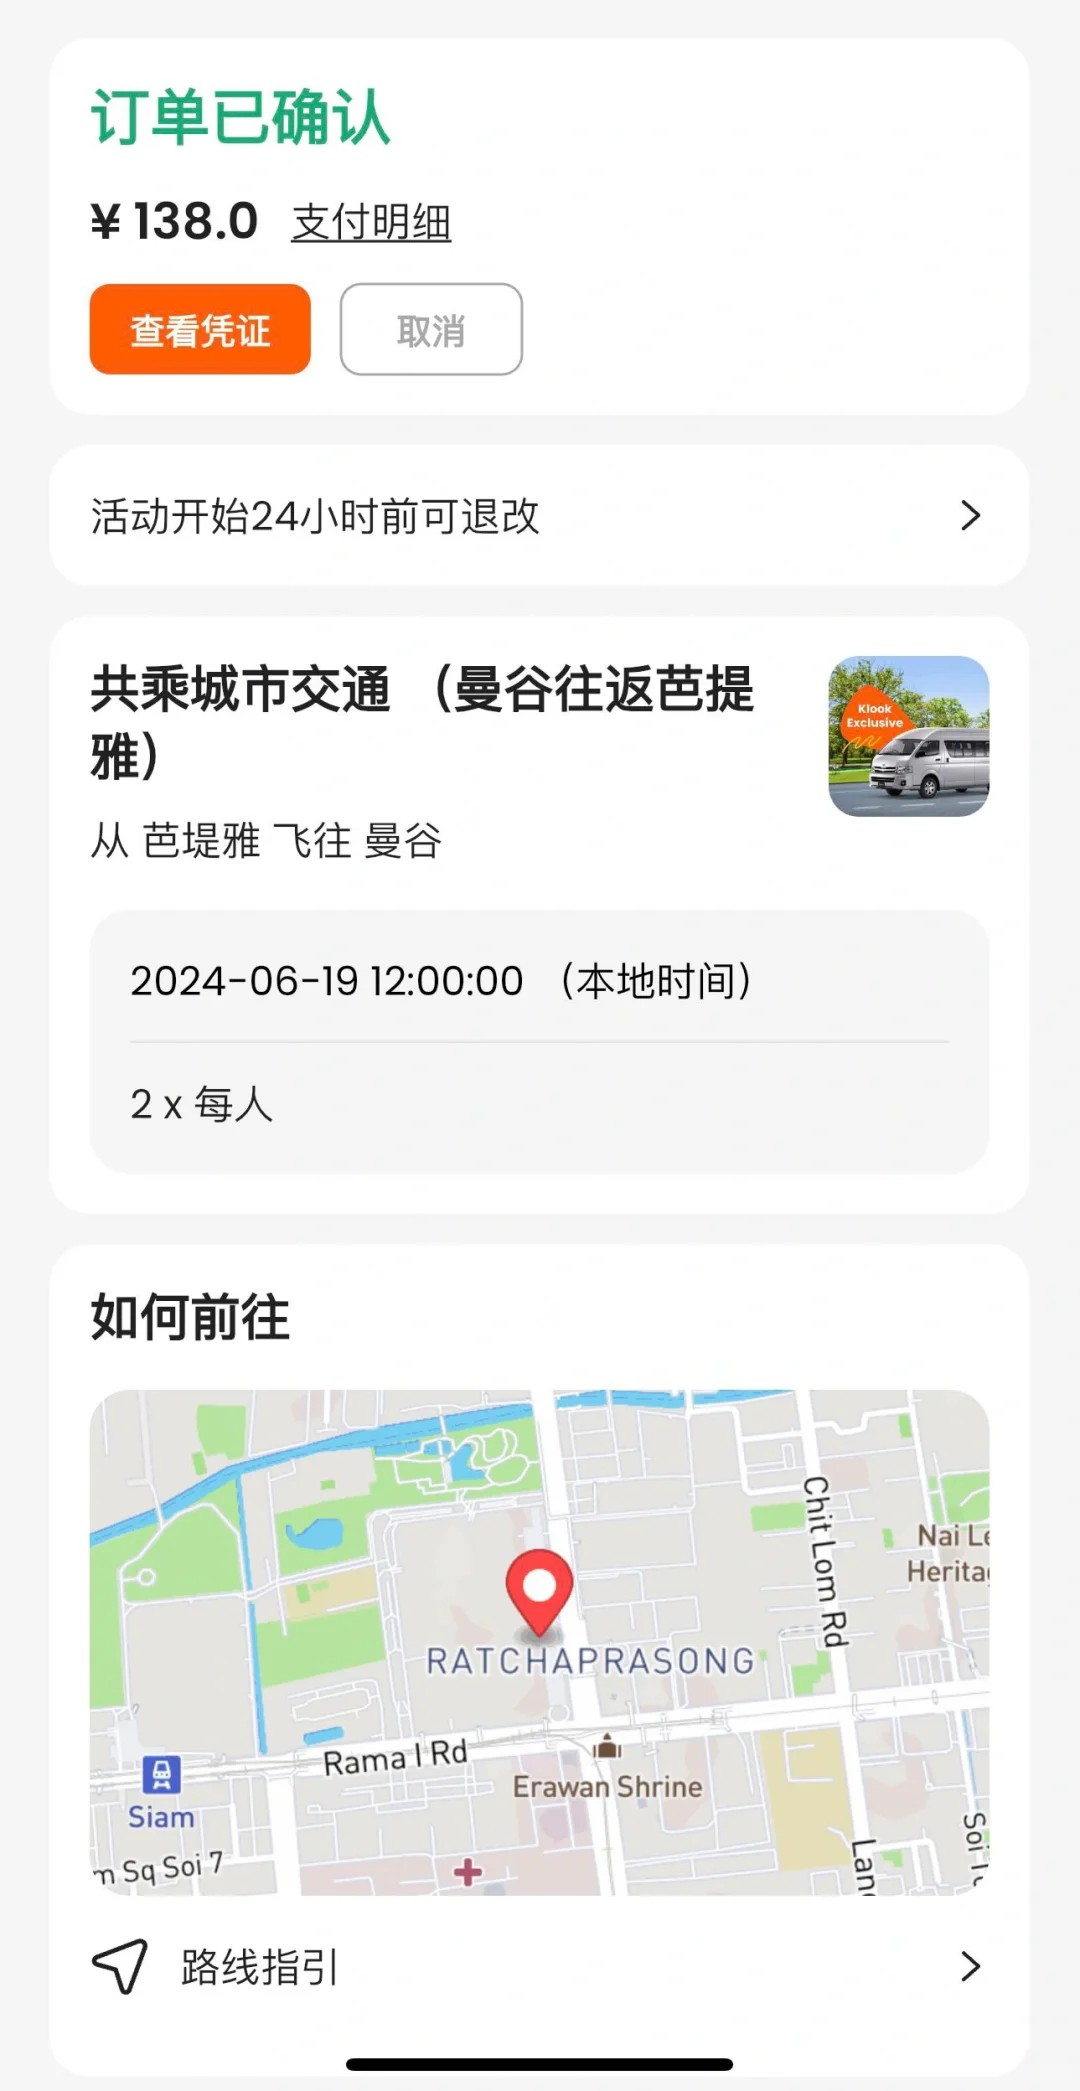 订单已确认
¥ 138.0 支付明细
查看凭证 取消
活动开始24小时前可退改
共乘城市交通 （曼谷往返芭提
雅）
Klook
Exclusive
从 芭堤雅 飞往 曼谷
2024-06-19 12:00:00 （本地时间）
2 x 每人
如何前往
Chit Lom Rd
Nai Le
Heritag
RATCHAPRASONG
Rama I Rd
Erawan Shrine
Siam
m Sq Soi 7
Lang
Soi
路线指引